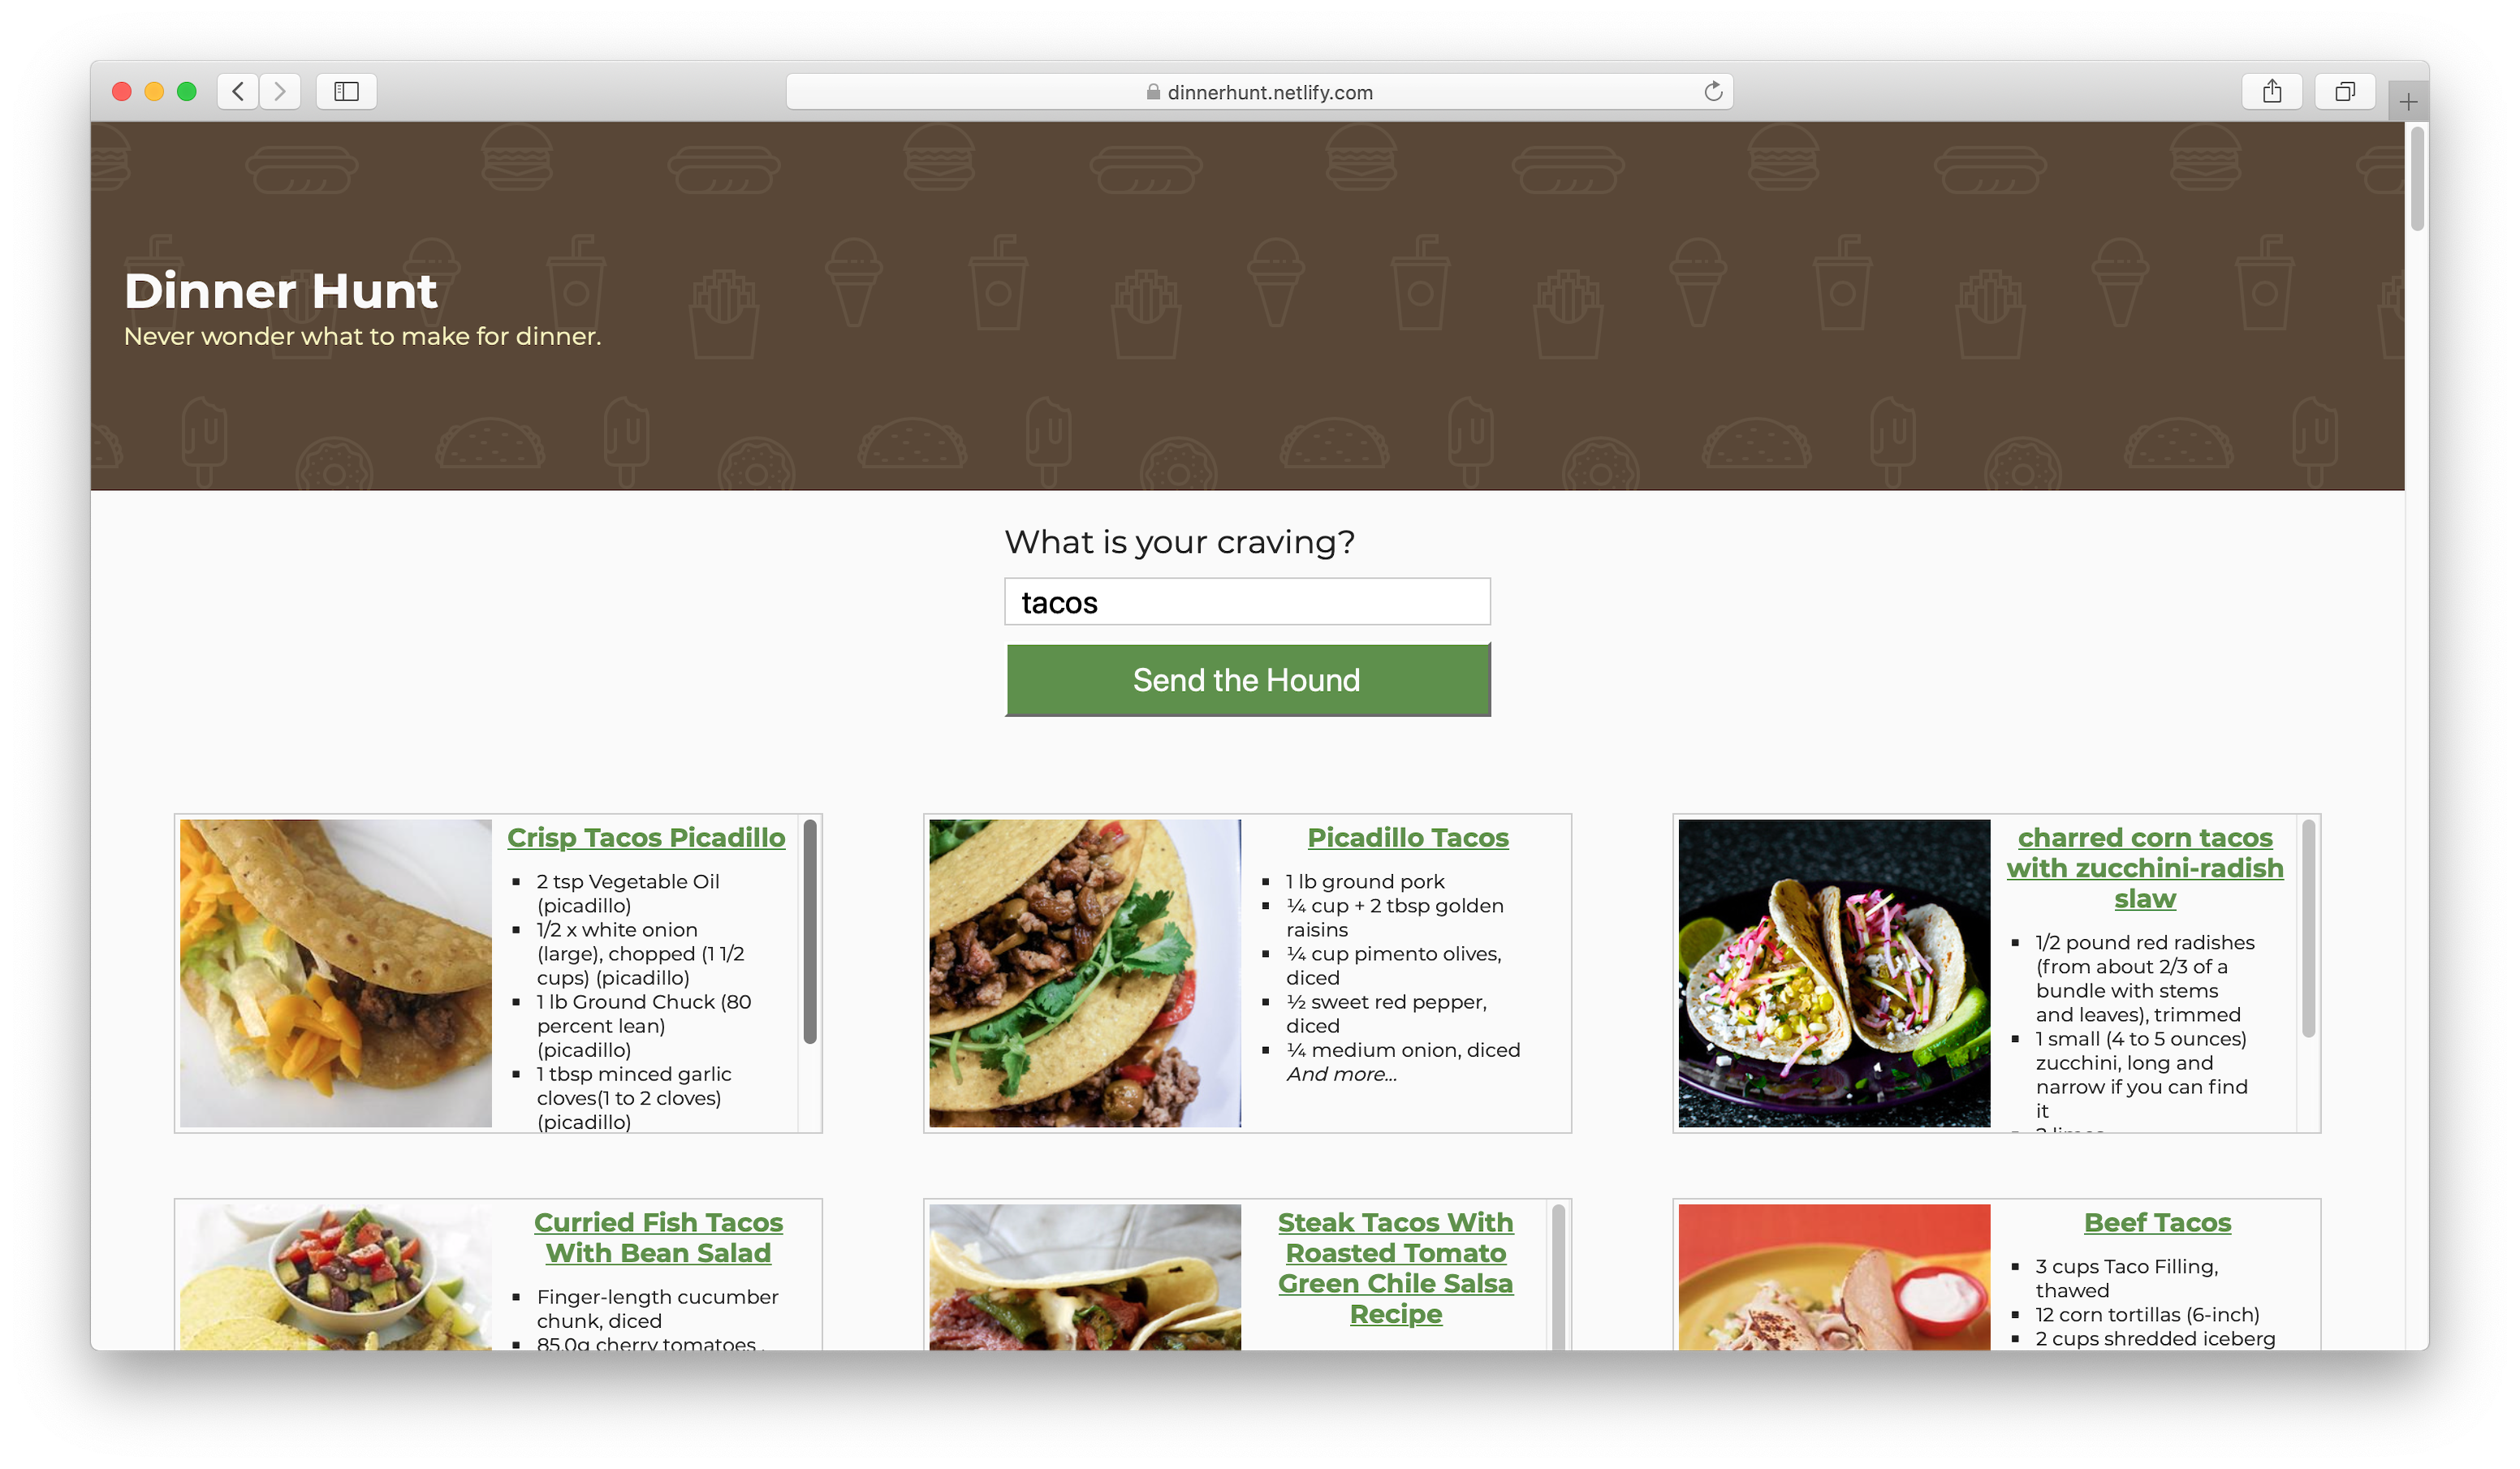 dinnerhunt.netlify.com
Dinner Hunt
Never wonder what to make for dinner.
What is your craving?
tacos
Send the Hound
Crisp Tacos Picadillo
2 tsp Vegetable Oil
(picadillo)
1/2 x white onion
(large), chopped (1 1/2
cups) (picadillo)
1 lb Ground Chuck (80
percent lean)
(picadillo)
1 tbsp minced garlic
cloves(1 to 2 cloves)
(picadillo)
Picadillo Tacos
1 lb ground pork
¼ cup + 2 tbsp golden
raisins
¼ cup pimento olives,
diced
½ sweet red pepper,
diced
¼ medium onion, diced
And more...
charred corn tacos
with zucchini-radish
slaw
1/2 pound red radishes
(from about 2/3 of a
bundle with stems
and leaves), trimmed
1 small (4 to 5 ounces)
zucchini, long and
narrow if you can find
it
Curried Fish Tacos
With Bean Salad
Finger-length cucumber
chunk, diced
85.0g cherry tomatoes ,
Steak Tacos With
Roasted Tomato
Green Chile Salsa
Recipe
Beef Tacos
3 cups Taco Filling,
thawed
12 corn tortillas (6-inch)
2 cups shredded iceberg